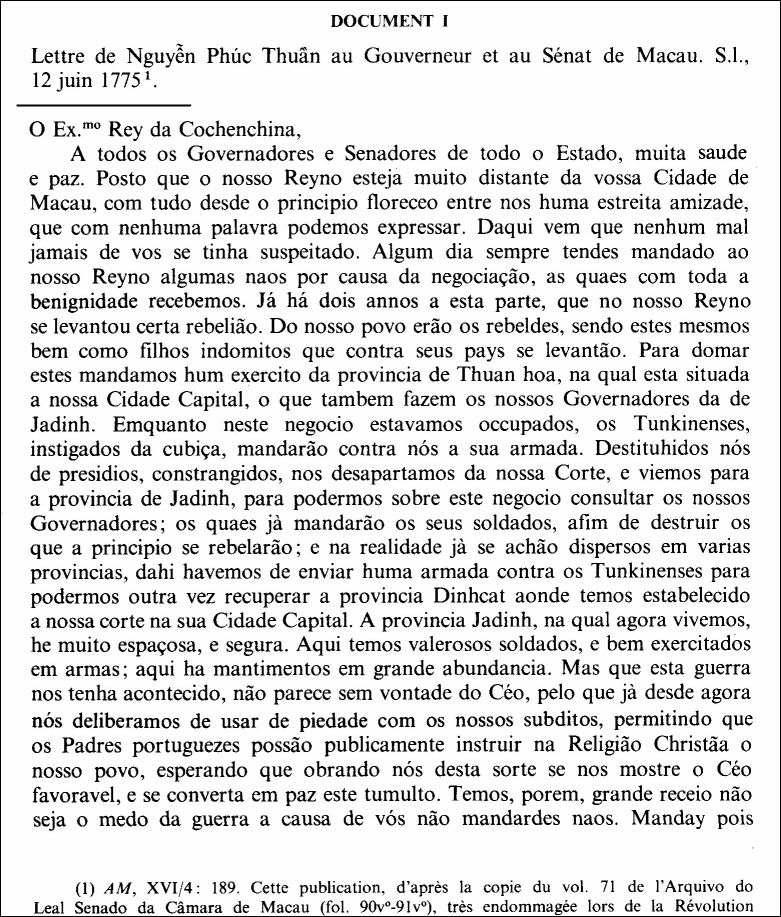 DOCUMENT I
Lettre de Nguyễn Phúc Thuần au Gouverneur et au Sénat de Macau. S.l.,
12 juin 1775¹.
O Ex.ᵐᵒ Rey da Cochenchina,
A todos os Governadores e Senadores de todo o Estado, muita saude
e paz. Posto que o nosso Reyno esteja muito distante da vossa Cidade de
Macau, com tudo desde o principio floreceo entre nos huma estreita amizade,
que com nenhuma palavra podemos expressar. Daqui vem que nenhum mal
jamais de vos se tinha suspeitado. Algum dia sempre tendes mandado ao
nosso Reyno algumas naos por causa da negociação, as quaes com toda a
benignidade recebemos. Já há dois annos a esta parte, que no nosso Reyno
se levantou certa rebelião. Do nosso povo erão os rebeldes, sendo estes mesmos
bem como filhos indomitos que contra seus pays se levantão. Para domar
estes mandamos hum exercito da provincia de Thuan hoa, na qual esta situada
a nossa Cidade Capital, o que tambem fazem os nossos Governadores da de
Jadinh. Emquanto neste negocio estavamos occupados, os Tunkinenses,
instigados da cubiça, mandarão contra nós a sua armada. Destituhidos nós
de presidios, constrangidos, nos desapartamos da nossa Corte, e viemos para
a provincia de Jadinh, para podermos sobre este negocio consultar os nossos
Governadores; os quaes jà mandarão os seus soldados, afim de destruir os
que a principio se rebelarão; e na realidade jà se achão dispersos em varias
provincias, dahi havemos de enviar huma armada contra os Tunkinenses para
podermos outra vez recuperar a provincia Dinhcat aonde temos estabelecido
a nossa corte na sua Cidade Capital. A provincia Jadinh, na qual agora vivemos,
he muito espaçosa, e segura. Aqui temos valerosos soldados, e bem exercitados
em armas; aqui ha mantimentos em grande abundancia. Mas que esta guerra
nos tenha acontecido, não parece sem vontade do Céo, pelo que jà desde agora
nós deliberamos de usar de piedade com os nossos subditos, permitindo que
os Padres portuguezes possão publicamente instruir na Religião Christãa o
nosso povo, esperando que obrando nós desta sorte se nos mostre o Céo
favoravel, e se converta em paz este tumulto. Temos, porem, grande receio não
seja o medo da guerra a causa de vós não mandardes naos. Manday pois
(1) AM, XVI/4: 189. Cette publication, d'après la copie du vol. 71 de l'Arquivo do
Leal Senado da Câmara de Macau (fol. 90vº-91vº), très endommagée lors de la Révolution